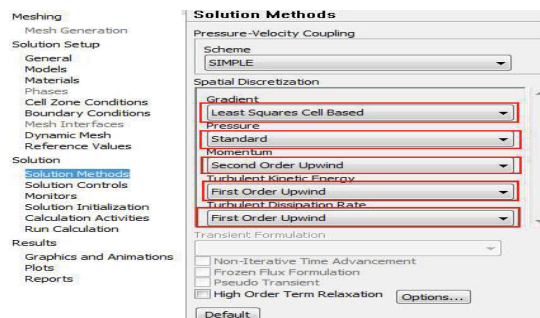 Meshing
Mesh Generation
Solution Setup
General
Models
Materials
Phases
Cell Zone Conditions
Boundary Conditions
Mesh Interfaces
Dynamic Mesh
Reference Values
Solution
Solution Methods
Solution Controls
Monitors
Solution Initialization
Calculation Activities
Run Calculation
Results
Graphics and Animations
Plots
Reports
Solution Methods
Pressure-Velocity Coupling
Scheme
SIMPLE
Spatial Discretization
Gradient
Least Squares Cell Based
Pressure
Standard
Momentum
Second Order Upwind
Turbulent Kinetic Energy
First Order Upwind
Turbulent Dissipation Rate
First Order Upwind
Transient Formulation
Non-Iterative Time Advancement
Frozen Flux Formulation
Pseudo Transient
High Order Term Relaxation Options...
Default